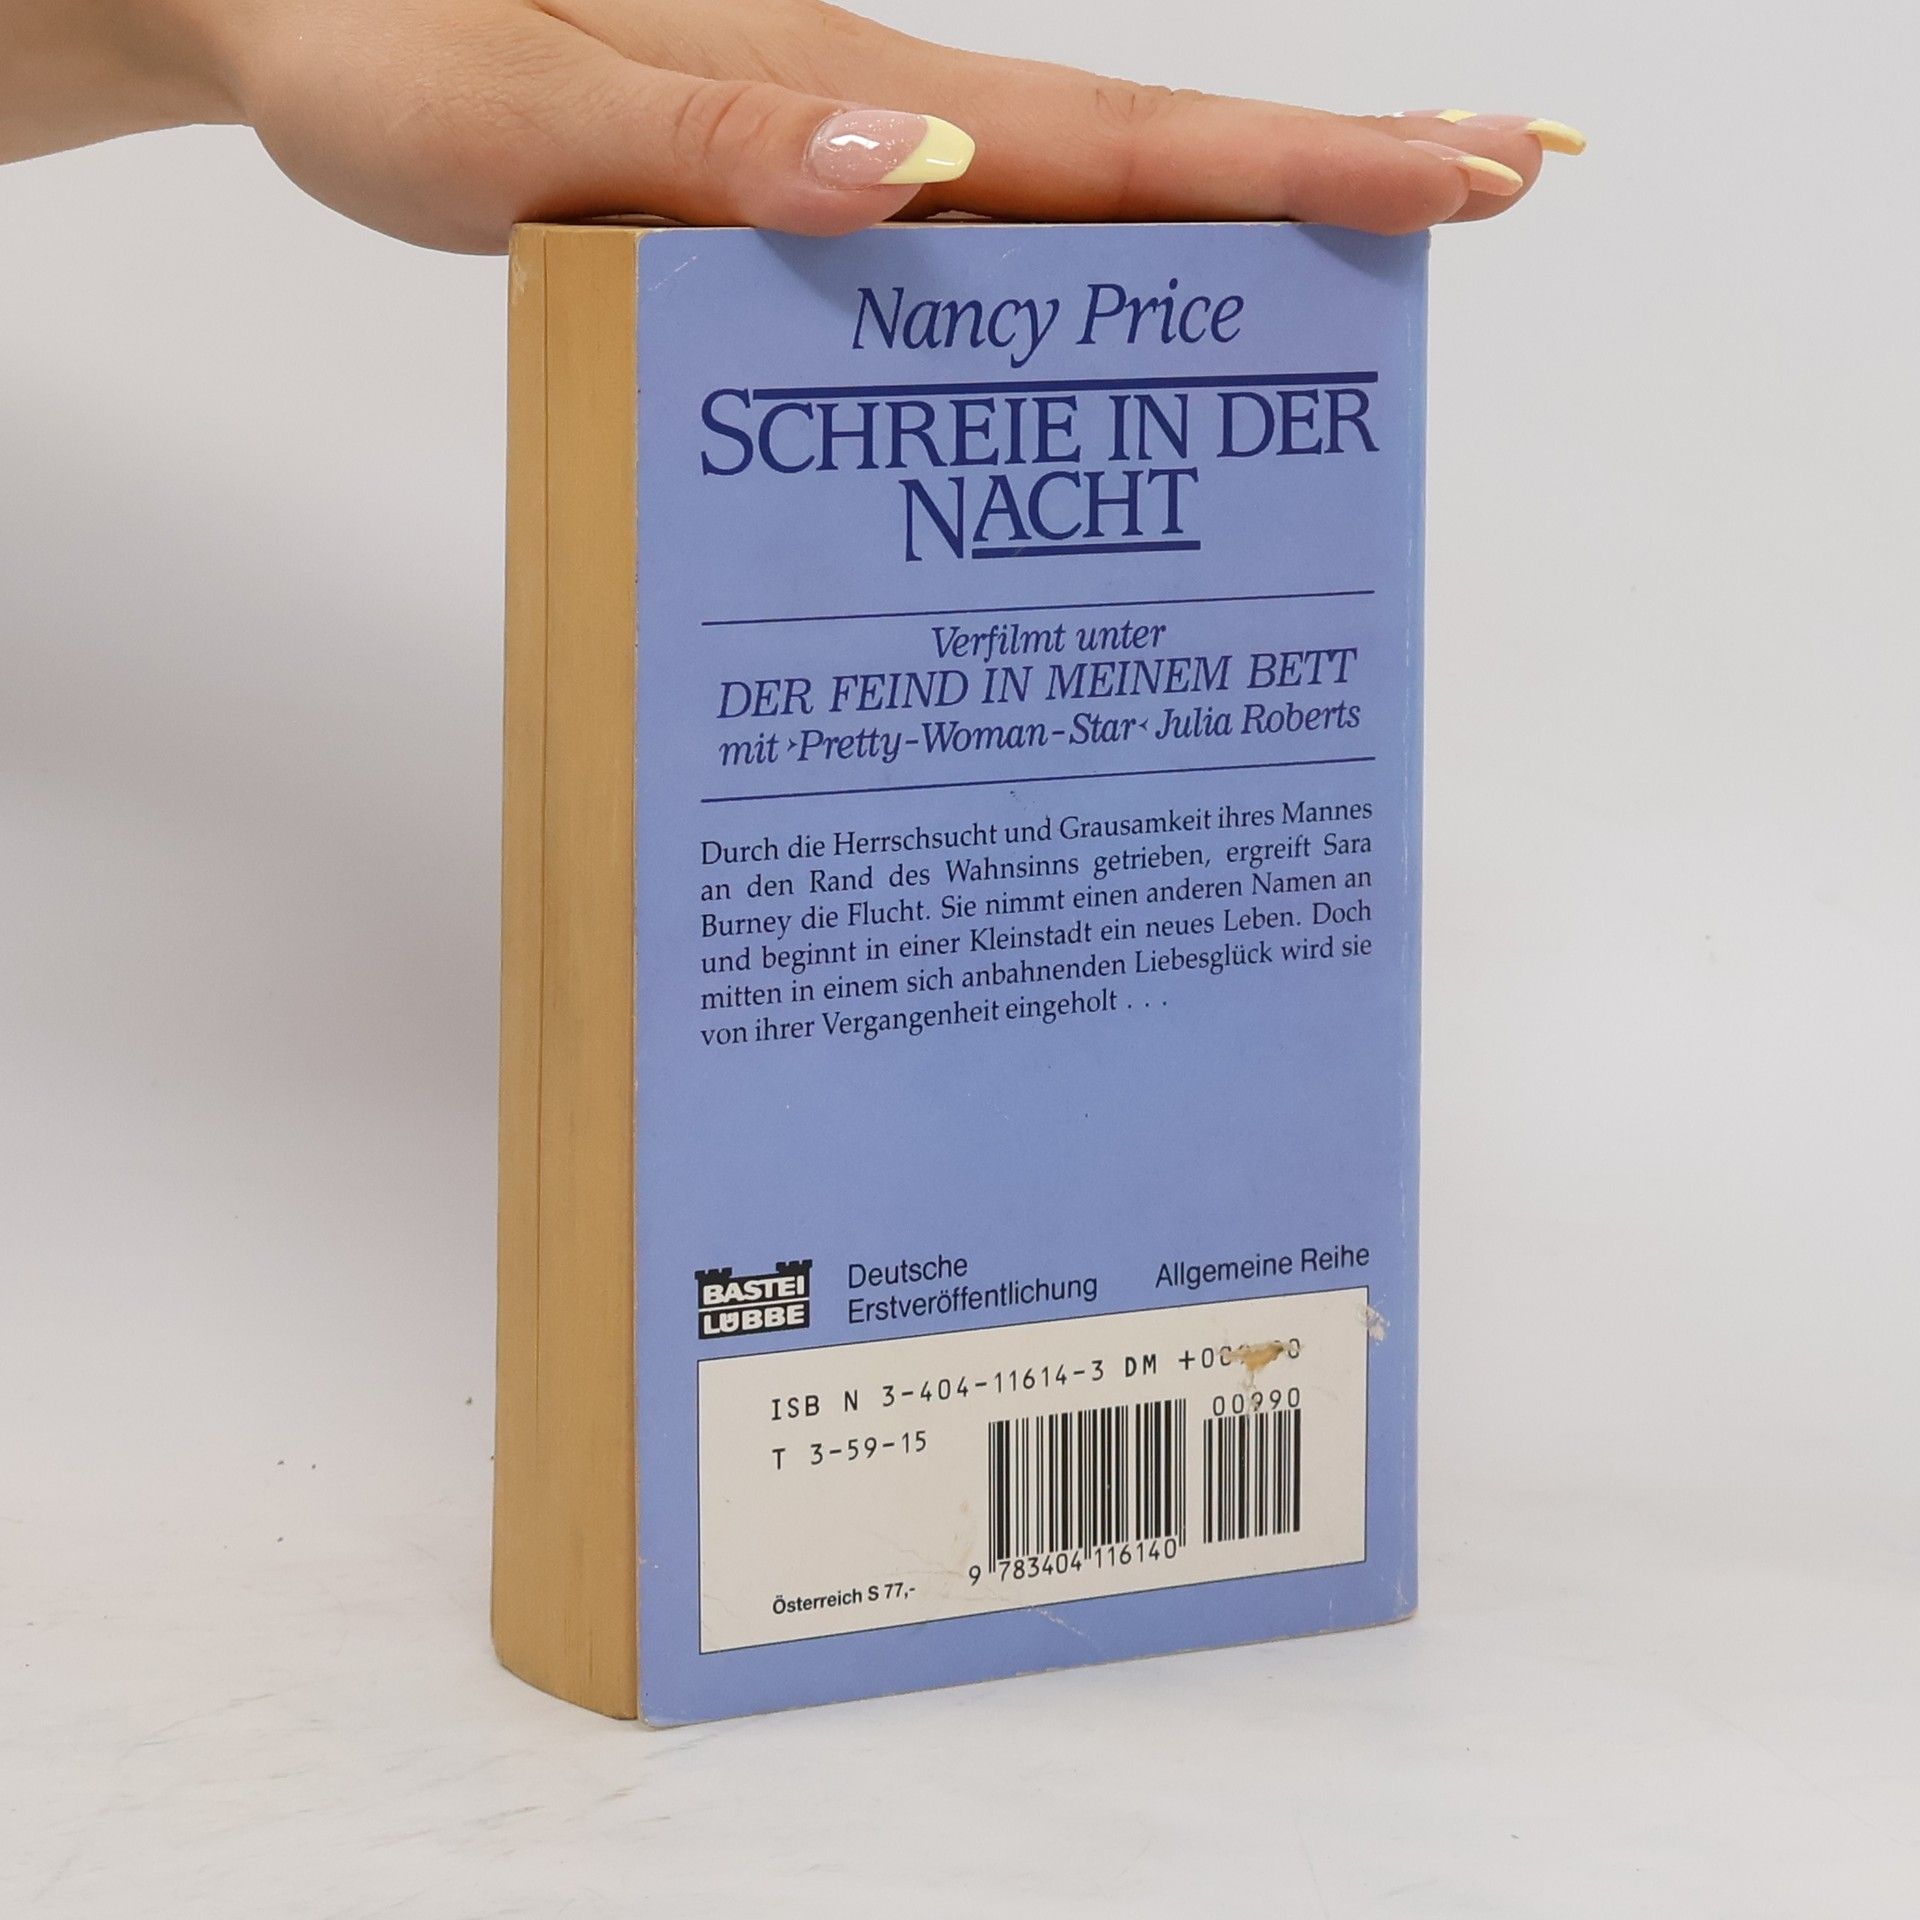 Nancy Price
SCHREIE IN DER
NACHT
Verfilmt unter
DER FEIND IN MEINEM BETT
mit ›Pretty-Woman-Star‹ Julia Roberts
Durch die Herrschsucht und Grausamkeit ihres Mannes
an den Rand des Wahnsinns getrieben, ergreift Sara
Burney die Flucht. Sie nimmt einen anderen Namen an
und beginnt in einer Kleinstadt ein neues Leben. Doch
mitten in einem sich anbahnenden Liebesglück wird sie
von ihrer Vergangenheit eingeholt . . .
BASTEI
LÜBBE
Deutsche
Erstveröffentlichung
Allgemeine Reihe
ISB N 3-404-11614-3 DM
00990
T 3-59-15
9 783404 116140
Österreich S 77,-